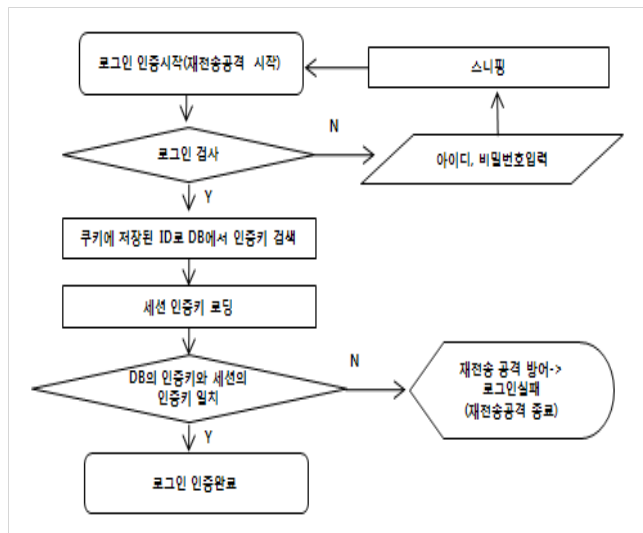 로그인 인증시작(재전송공격 시작)
스니핑
N
로그인 검사
아이디, 비밀번호입력
Y
쿠키에 저장된 ID로 DB에서 인증키 검색
세션 인증키 로딩
N
DB의 인증키와 세션의
인증키 일치
재전송 공격 방어->
로그인실패
(재전송공격 종료)
Y
로그인 인증완료